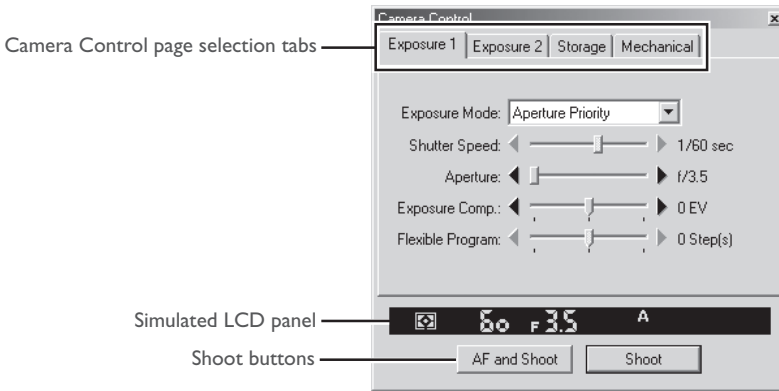 Camera Control
x
Camera Control page selection tabs
Exposure 1 Exposure 2 Storage Mechanical
Exposure Mode: Aperture Priority
Shutter Speed: 1/60 sec
Aperture: f/3.5
Exposure Comp.: 0 EV
Flexible Program: 0 Step(s)
Simulated LCD panel
60 F3.5 A
Shoot buttons
AF and Shoot Shoot